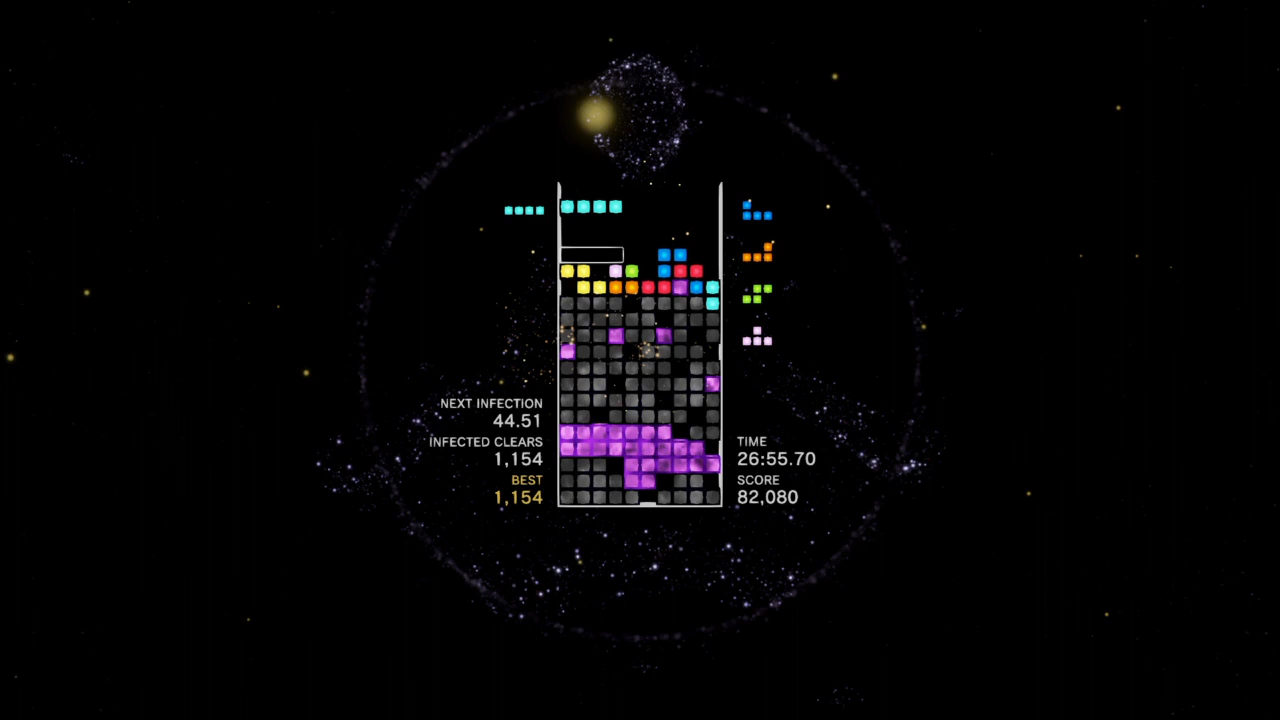 NEXT INFECTION
44.51
INFECTED CLEARS
1,154
BEST
1,154
TIME
26:55.70
SCORE
82,080